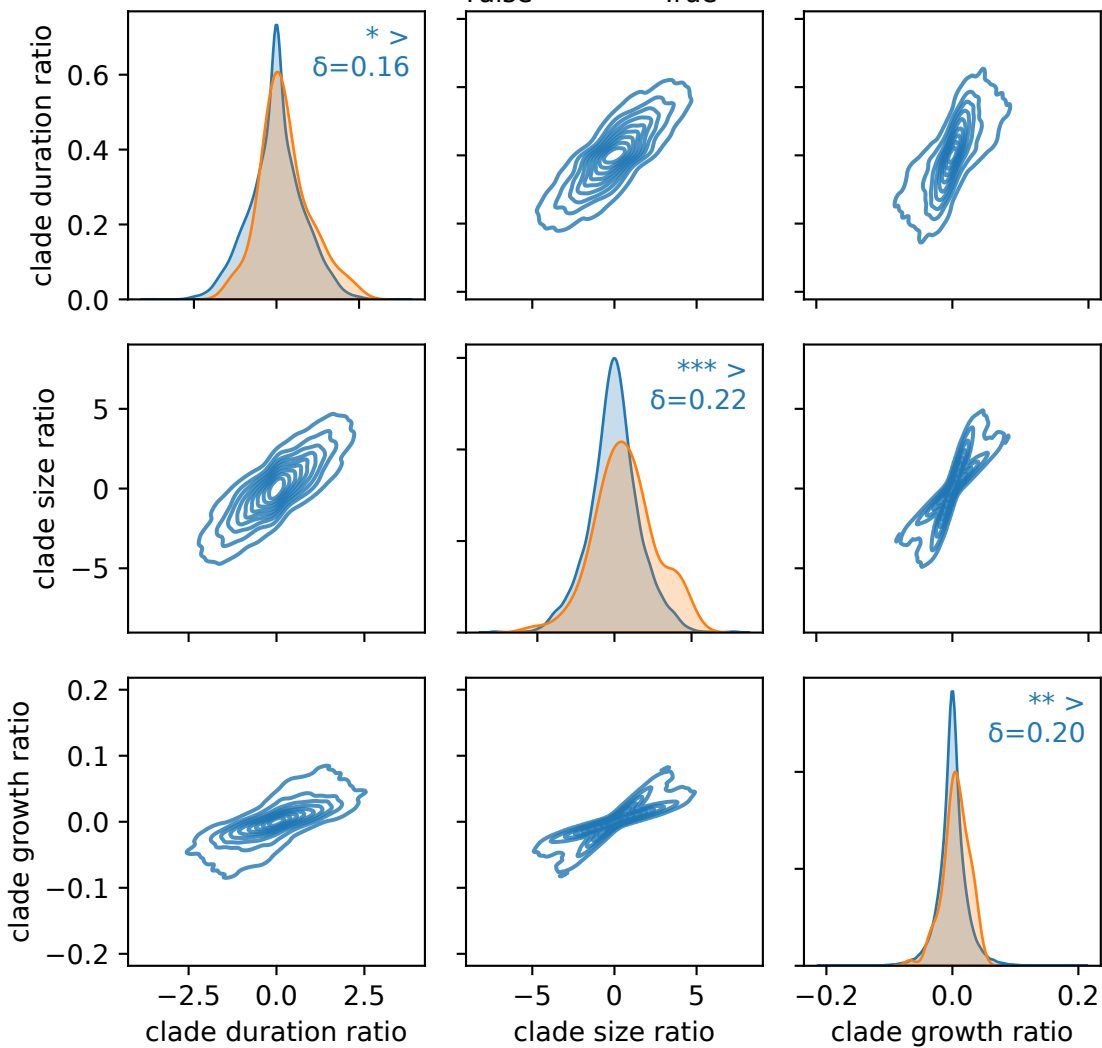 False True
clade duration ratio
0.6
0.4
0.2
0.0
* >
δ=0.16
clade size ratio
5
0
−5
*** >
δ=0.22
clade growth ratio
0.2
0.1
0.0
−0.1
−0.2
** >
δ=0.20
−2.5 0.0 2.5
−5 0 5
−0.2 0.0 0.2
clade duration ratio
clade size ratio
clade growth ratio